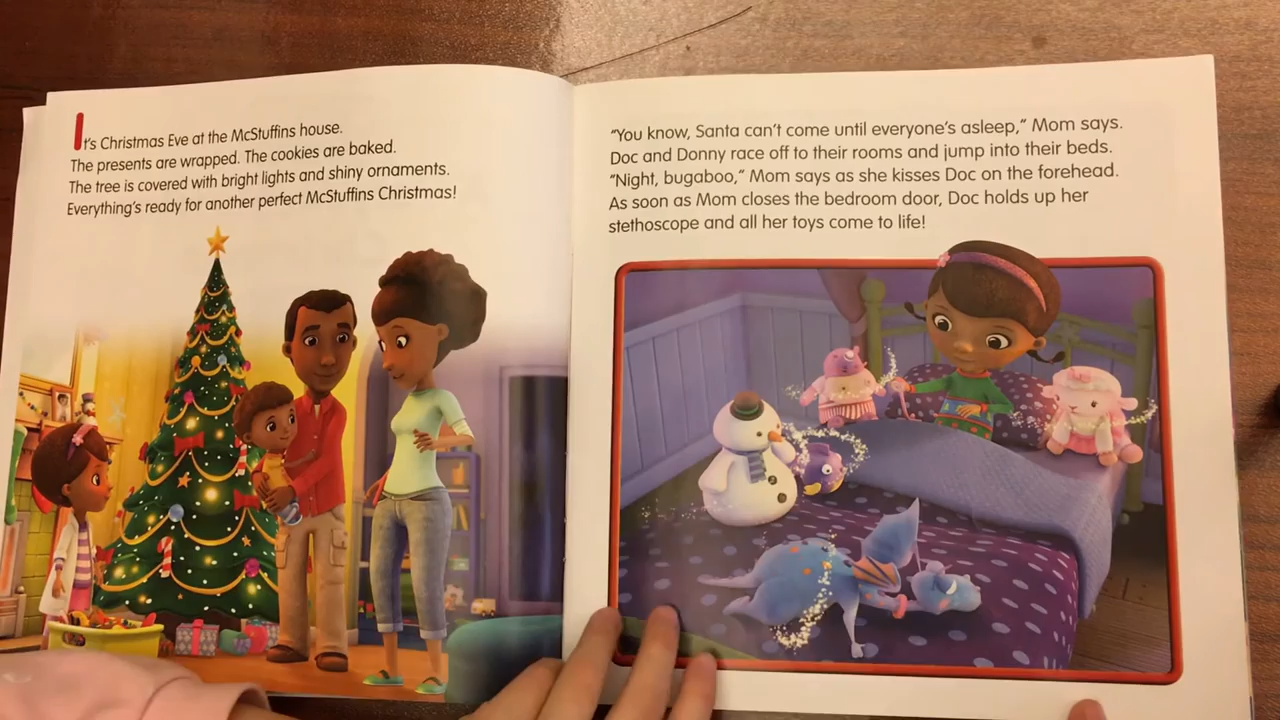 It's Christmas Eve at the McStuffins house.
The presents are wrapped. The cookies are baked.
The tree is covered with bright lights and shiny ornaments.
Everything's ready for another perfect McStuffins Christmas!
"You know, Santa can't come until everyone's asleep," Mom says.
Doc and Donny race off to their rooms and jump into their beds.
"Night, bugaboo," Mom says as she kisses Doc on the forehead.
As soon as Mom closes the bedroom door, Doc holds up her
stethoscope and all her toys come to life!